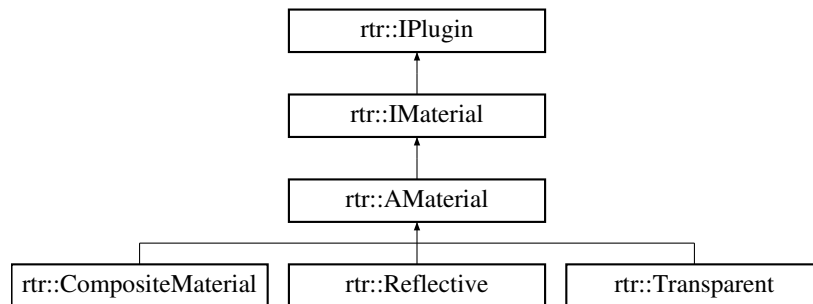 rtr::IPlugin
rtr::IMaterial
rtr::AMaterial
rtr::CompositeMaterial rtr::Reflective rtr::Transparent